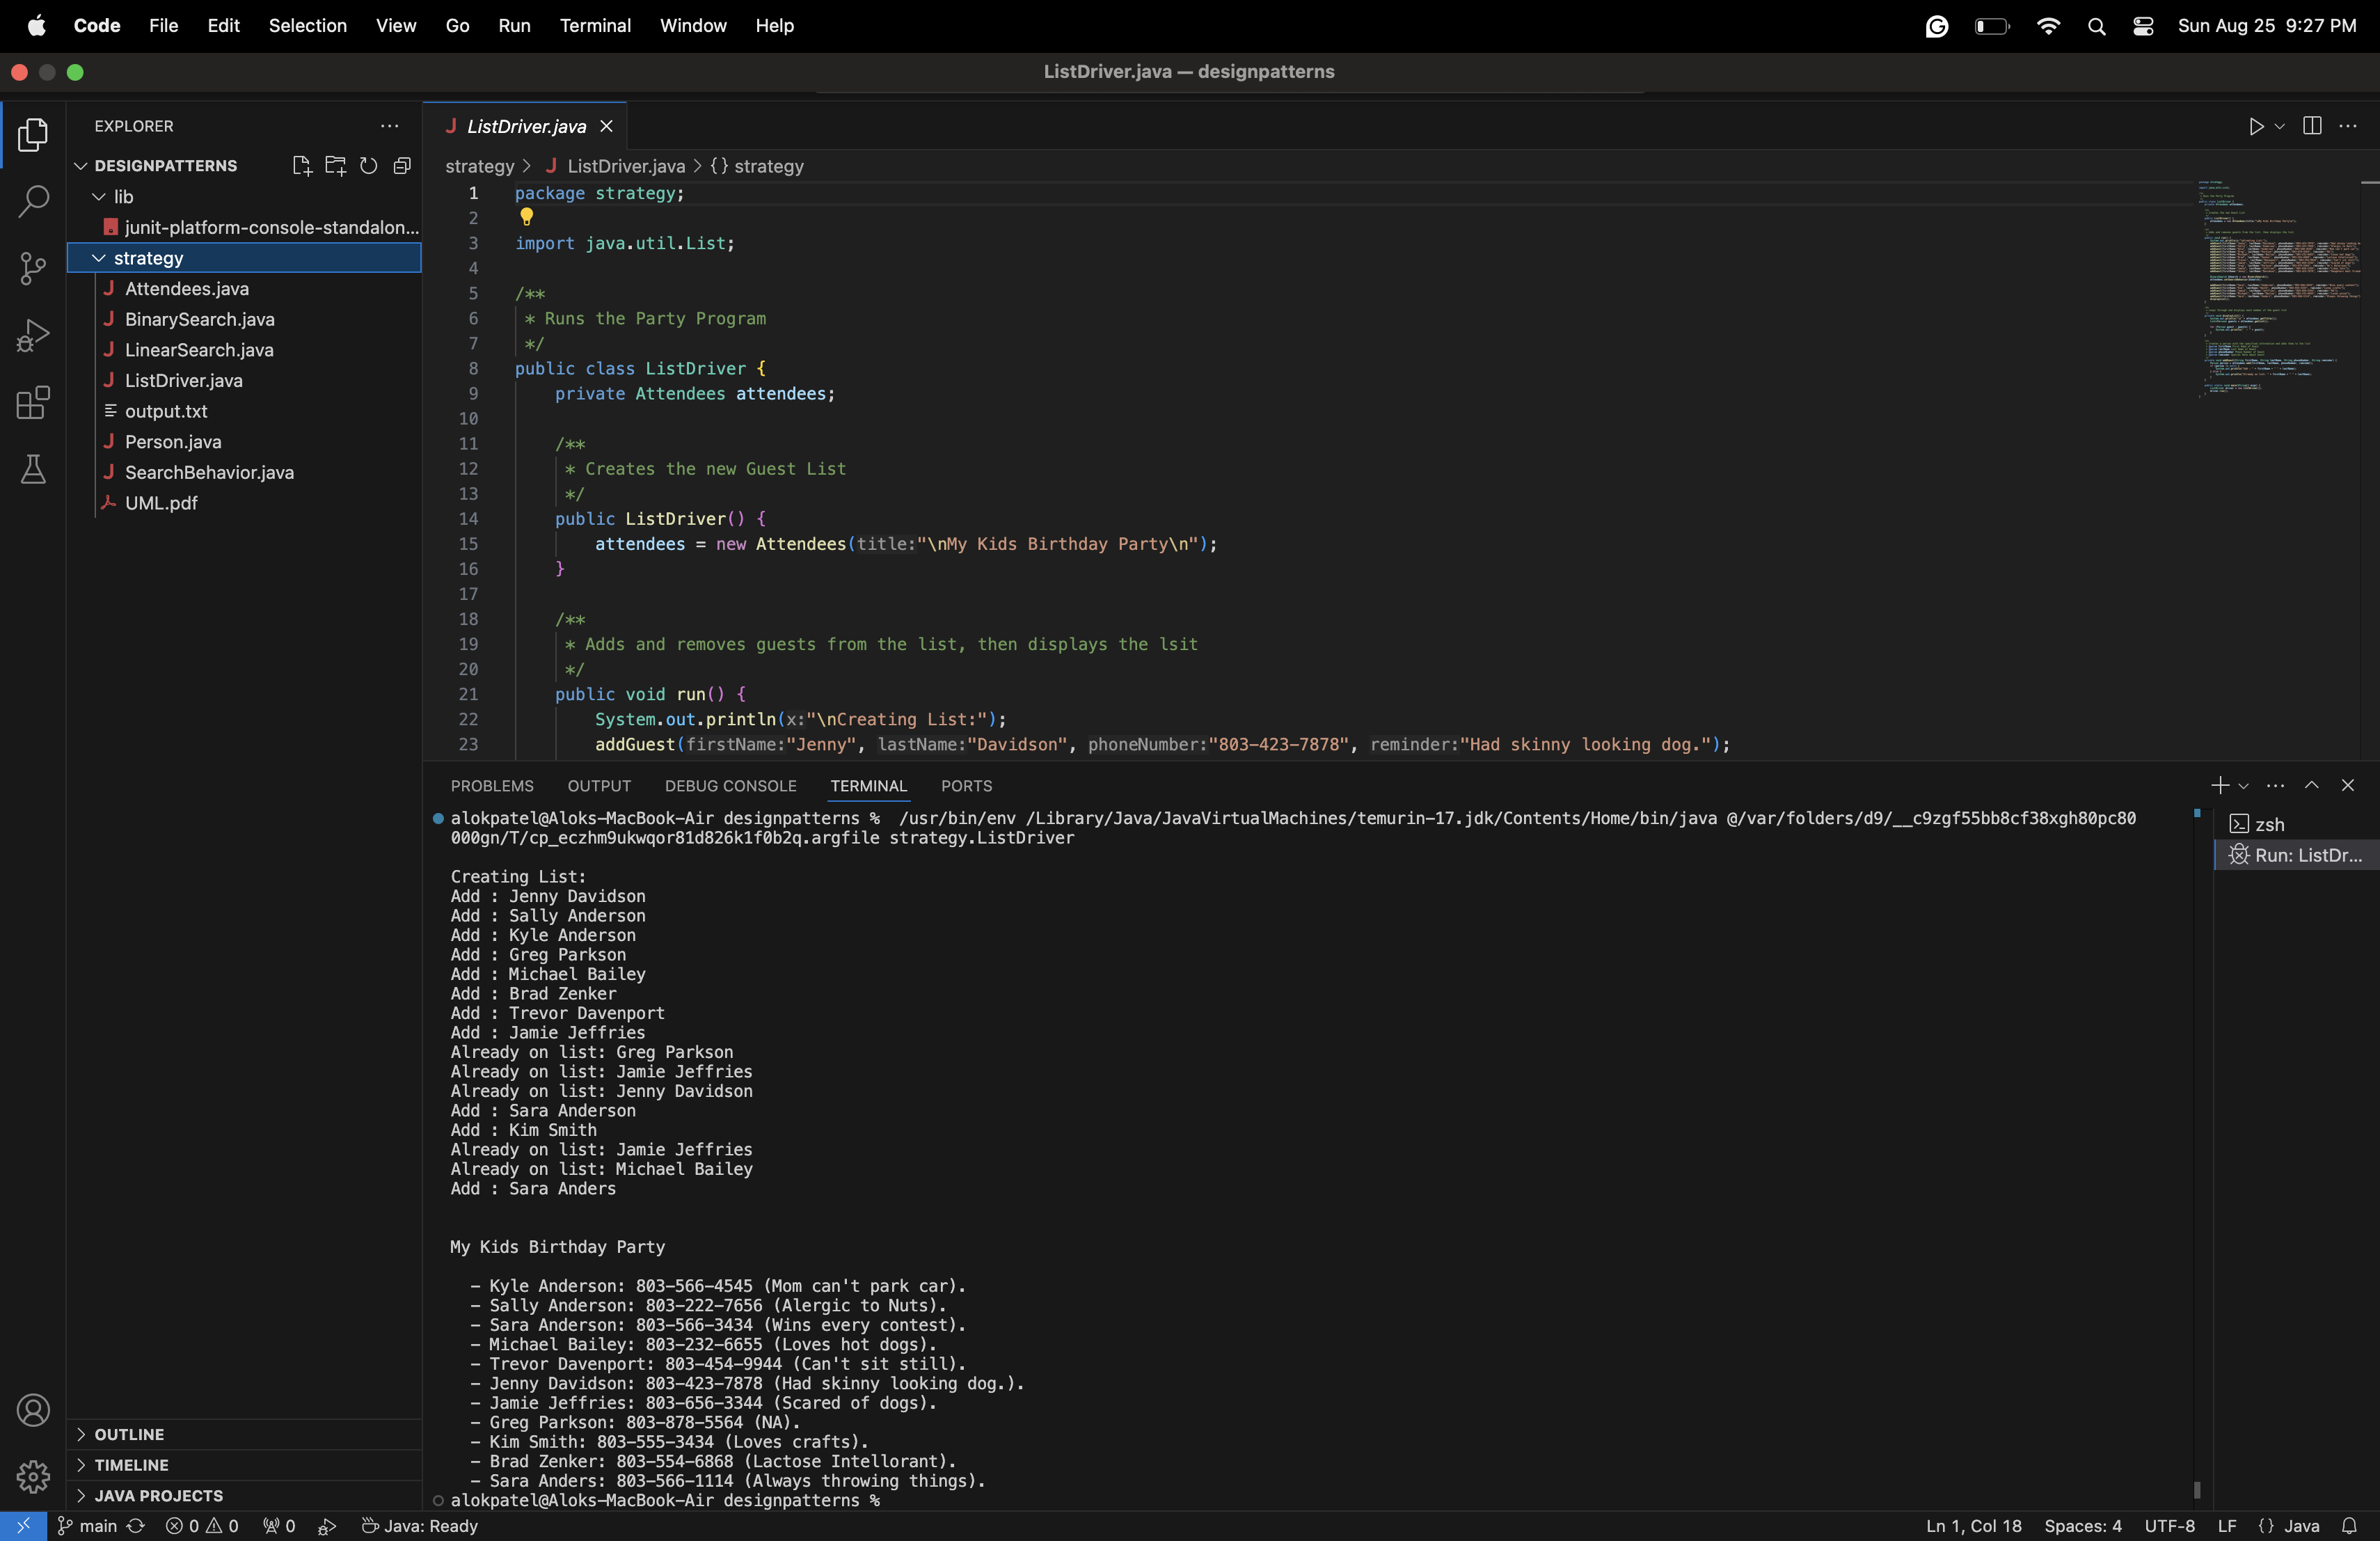 Code File Edit Selection View Go Run Terminal Window Help Sun Aug 25 9:27 PM
ListDriver.java — designpatterns
EXPLORER
DESIGNPATTERNS
lib
junit-platform-console-standalon...
strategy
Attendees.java
BinarySearch.java
LinearSearch.java
ListDriver.java
output.txt
Person.java
SearchBehavior.java
UML.pdf
OUTLINE
TIMELINE
JAVA PROJECTS
ListDriver.java
strategy > ListDriver.java > {} strategy
1 package strategy;
2
3 import java.util.List;
4
5 /**
6 * Runs the Party Program
7 */
8 public class ListDriver {
9 private Attendees attendees;
10
11 /**
12 * Creates the new Guest List
13 */
14 public ListDriver() {
15 attendees = new Attendees(title:"\nMy Kids Birthday Party\n");
16 }
17
18 /**
19 * Adds and removes guests from the list, then displays the lsit
20 */
21 public void run() {
22 System.out.println(x:"\nCreating List:");
23 addGuest(firstName:"Jenny", lastName:"Davidson", phoneNumber:"803-423-7878", reminder:"Had skinny looking dog.");
PROBLEMS OUTPUT DEBUG CONSOLE TERMINAL PORTS
zsh
Run: ListDr...
alokpatel@Aloks-MacBook-Air designpatterns % /usr/bin/env /Library/Java/JavaVirtualMachines/temurin-17.jdk/Contents/Home/bin/java @/var/folders/d9/__c9zgf55bb8cf38xgh80pc80
000gn/T/cp_eczhm9ukwqor81d826k1f0b2q.argfile strategy.ListDriver
Creating List:
Add : Jenny Davidson
Add : Sally Anderson
Add : Kyle Anderson
Add : Greg Parkson
Add : Michael Bailey
Add : Brad Zenker
Add : Trevor Davenport
Add : Jamie Jeffries
Already on list: Greg Parkson
Already on list: Jamie Jeffries
Already on list: Jenny Davidson
Add : Sara Anderson
Add : Kim Smith
Already on list: Jamie Jeffries
Already on list: Michael Bailey
Add : Sara Anders
My Kids Birthday Party
- Kyle Anderson: 803-566-4545 (Mom can't park car).
- Sally Anderson: 803-222-7656 (Alergic to Nuts).
- Sara Anderson: 803-566-3434 (Wins every contest).
- Michael Bailey: 803-232-6655 (Loves hot dogs).
- Trevor Davenport: 803-454-9944 (Can't sit still).
- Jenny Davidson: 803-423-7878 (Had skinny looking dog.).
- Jamie Jeffries: 803-656-3344 (Scared of dogs).
- Greg Parkson: 803-878-5564 (NA).
- Kim Smith: 803-555-3434 (Loves crafts).
- Brad Zenker: 803-554-6868 (Lactose Intellorant).
- Sara Anders: 803-566-1114 (Always throwing things).
alokpatel@Aloks-MacBook-Air designpatterns %
main 0 0 0 Java: Ready Ln 1, Col 18 Spaces: 4 UTF-8 LF {} Java